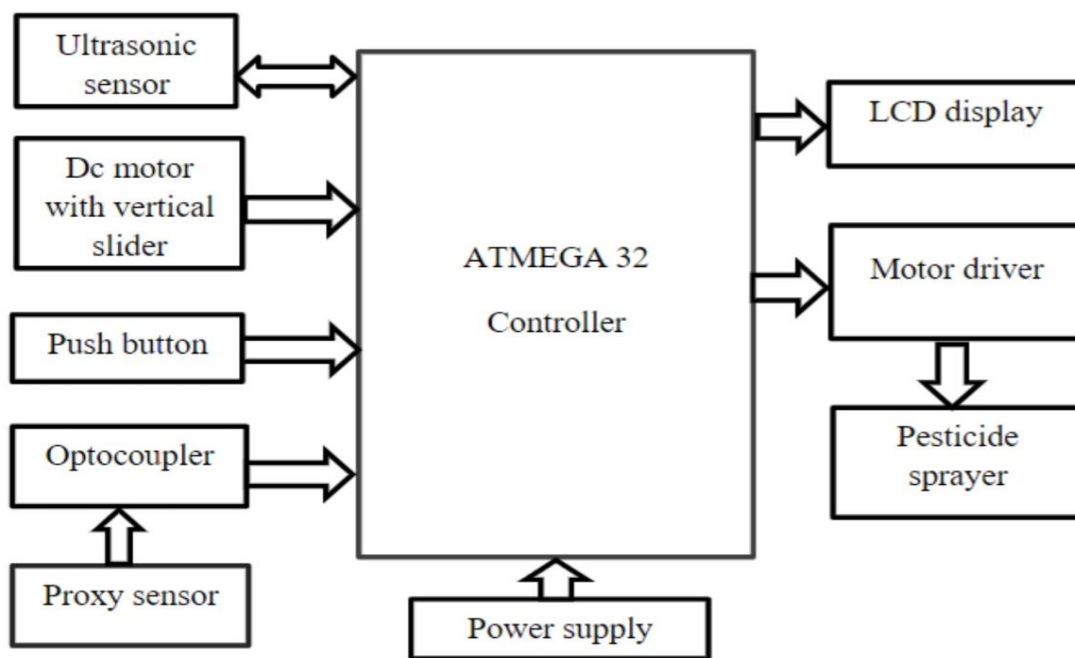 Ultrasonic
sensor
Dc motor
with vertical
slider
Push button
Optocoupler
Proxy sensor
ATMEGA 32
Controller
Power supply
LCD display
Motor driver
Pesticide
sprayer